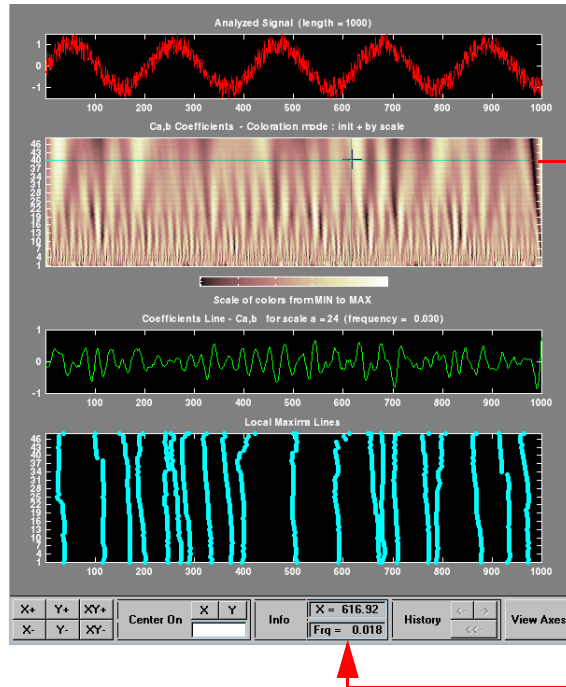 Analyzed Signal (length = 1000)
1
0
-1
100 200 300 400 500 600 700 800 900 1000
Ca,b Coefficients - Coloration mode : init + by scale
46
43
40
37
34
31
28
25
22
19
16
13
10
7
4
1
Scale of colors from MIN to MAX
Coefficients Line - Ca,b for scale a = 24 (frequency = 0.030)
1
0
-1
100 200 300 400 500 600 700 800 900 1000
Local Maxima Lines
46
43
40
37
34
31
28
25
22
19
16
13
10
7
4
1
100 200 300 400 500 600 700 800 900 1000
X+ Y+ XY+
X- Y- XY-
Center On
X Y
Info
X = 616.92
Frq = 0.018
History
<- ->
<<-
View Axes